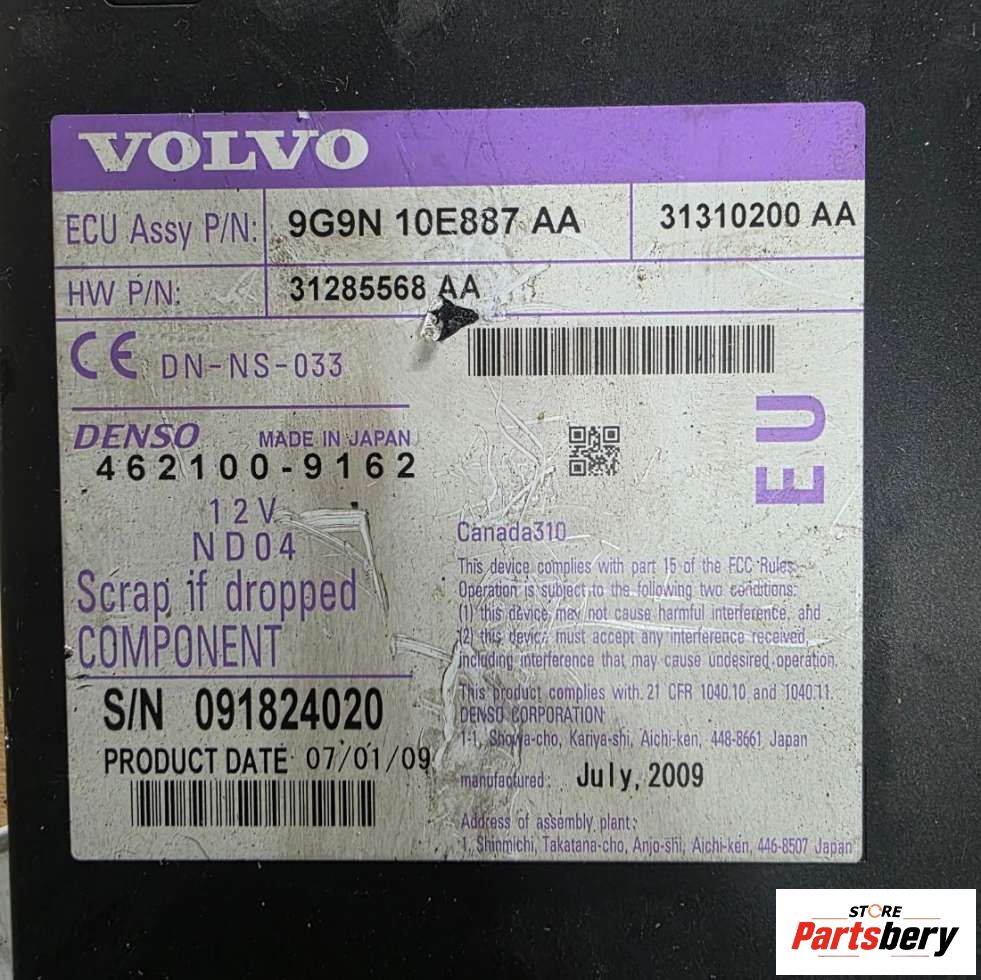 VOLVO
ECU Assy P/N: 9G9N 10E887 AA 31310200 AA
HW P/N: 31285568 AA
CE DN-NS-033
DENSO MADE IN JAPAN
462100-9162
12V
ND04
Scrap if dropped
COMPONENT
S/N 091824020
PRODUCT DATE 07/01/09
EU
Canada310
This device complies with part 15 of the FCC Rules.
Operation is subject to the following two conditions:
(1) this device may not cause harmful interference, and
(2) this device must accept any interference received,
including interference that may cause undesired operation.
This product complies with 21 CFR 1040.10 and 1040.11.
DENSO CORPORATION
1-1, Showa-cho, Kariya-shi, Aichi-ken, 448-8661 Japan
manufactured: July, 2009
Address of assembly plant:
1, Shinmichi, Takatana-cho, Anjo-shi, Aichi-ken, 446-8507 Japan
STORE
Partsbery